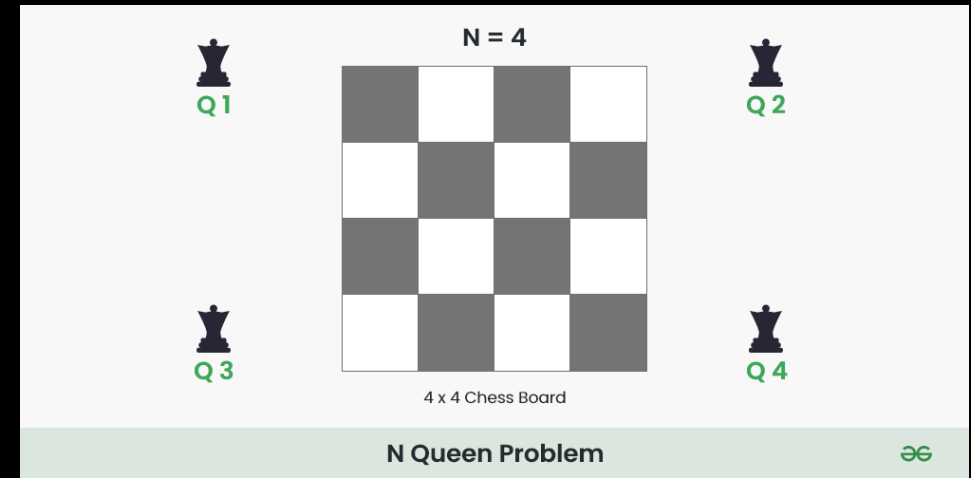 N = 4
Q 1
Q 2
Q 3
Q 4
4 x 4 Chess Board
N Queen Problem